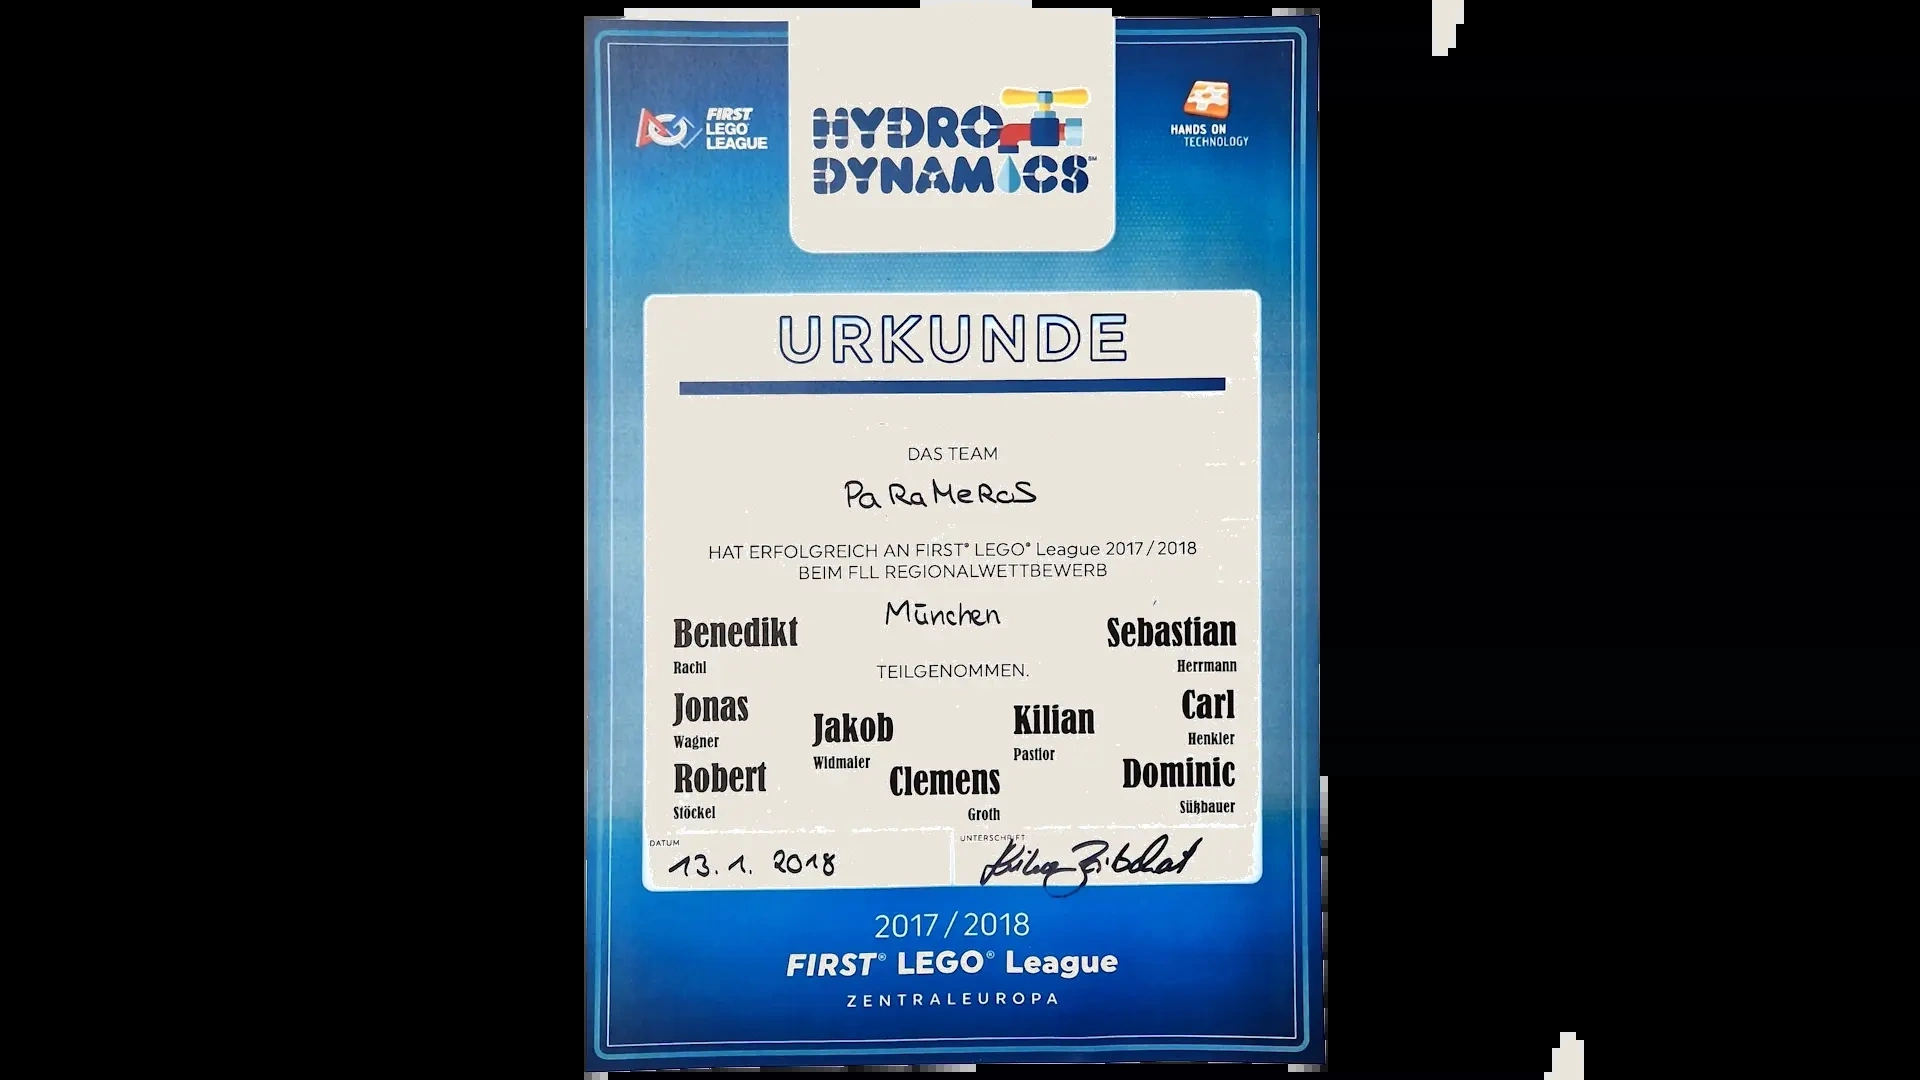 FIRST
LEGO
LEAGUE
HYDRO
DYNAMICS℠
HANDS ON
TECHNOLOGY
URKUNDE
DAS TEAM
PaRaMeRoS
HAT ERFOLGREICH AN FIRST® LEGO® League 2017/2018
BEIM FLL REGIONALWETTBEWERB
München
TEILGENOMMEN.
Benedikt
Rachl
Sebastian
Herrmann
Jonas
Wagner
Jakob
Widmaier
Kilian
Pastior
Carl
Henkler
Robert
Stöckel
Clemens
Groth
Dominic
Süßbauer
DATUM
13.1. 2018
UNTERSCHRIFT
2017/2018
FIRST® LEGO® League
ZENTRALEUROPA